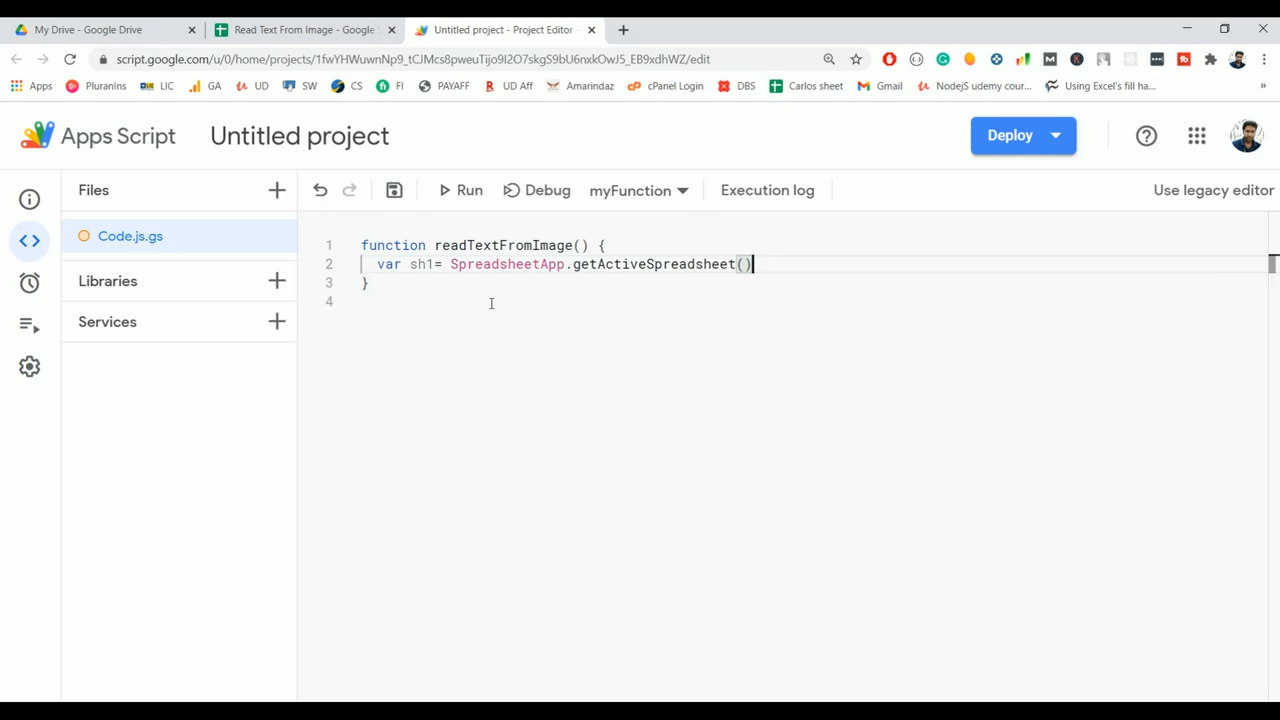 My Drive - Google Drive
Read Text From Image - Google S
Untitled project - Project Editor -
script.google.com/u/0/home/projects/1fwYHWuwnNp9_tCJMcs8oweuTijo9I2O7skgS9bU6nxkOwJ5_EB9xdhWZ/edit
Apps PluranIns LIC GA UD SW CS FI PAYAFF UD Aff Amarindaz cPanel Login DBS Carlos sheet Gmail NodejS udemy cour... Using Excel's fill ha... »
Apps Script Untitled project Deploy
Files Run Debug myFunction Execution log Use legacy editor
Code.js.gs
Libraries
Services
1 function readTextFromImage() {
2 var sh1= SpreadsheetApp.getActiveSpreadsheet()
3 }
4